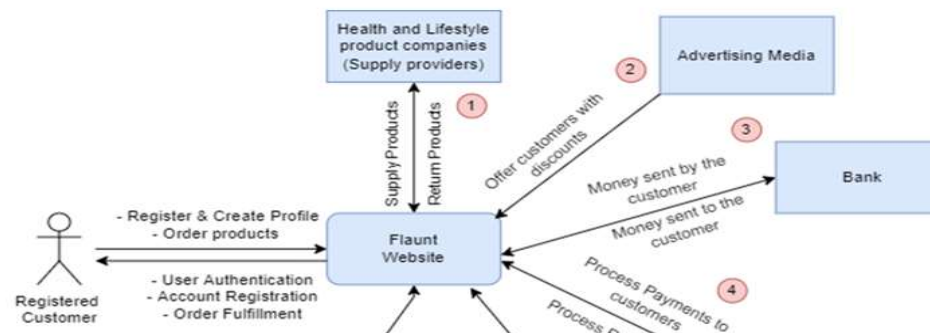 Health and Lifestyle
product companies
(Supply providers)
Advertising Media
1
2
Supply Products
Return Products
Offer customers with
discounts
3
Money sent by the
customer
Money sent to the
customer
Bank
- Register & Create Profile
- Order products
Flaunt
Website
- User Authentication
- Account Registration
- Order Fulfillment
Registered
Customer
Process Payments to
customers
4
Process